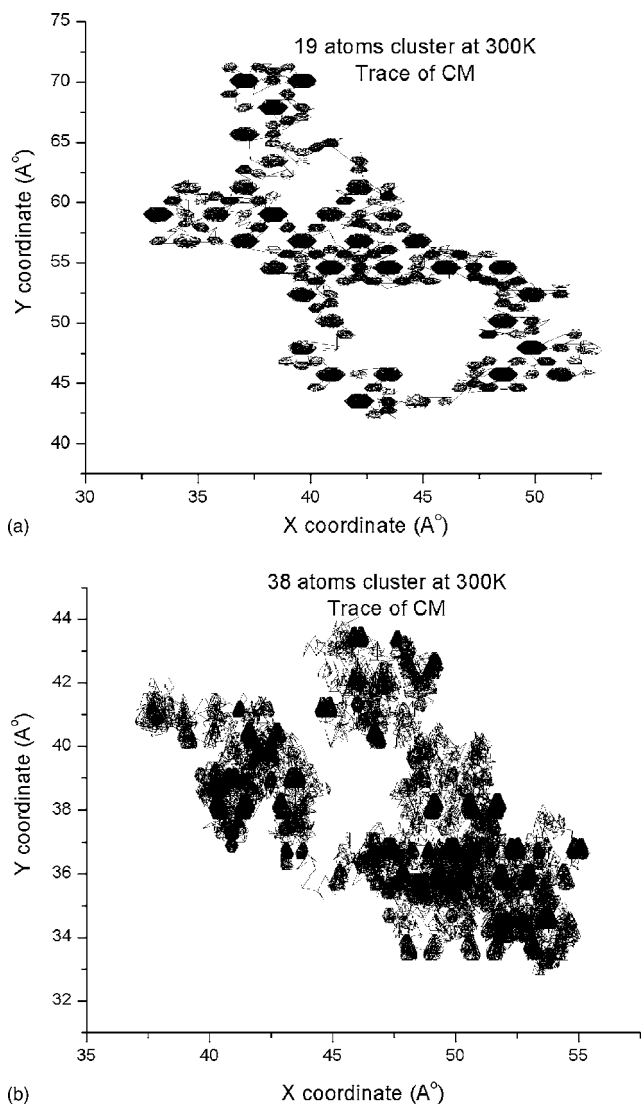 19 atoms cluster at 300K
Trace of CM
75
70
65
60
55
50
45
40
Y coordinate (A°)
30 35 40 45 50
X coordinate (A°)
(a)
38 atoms cluster at 300K
Trace of CM
44
42
40
38
36
34
32
Y coordinate (A°)
35 40 45 50 55
X coordinate (A°)
(b)